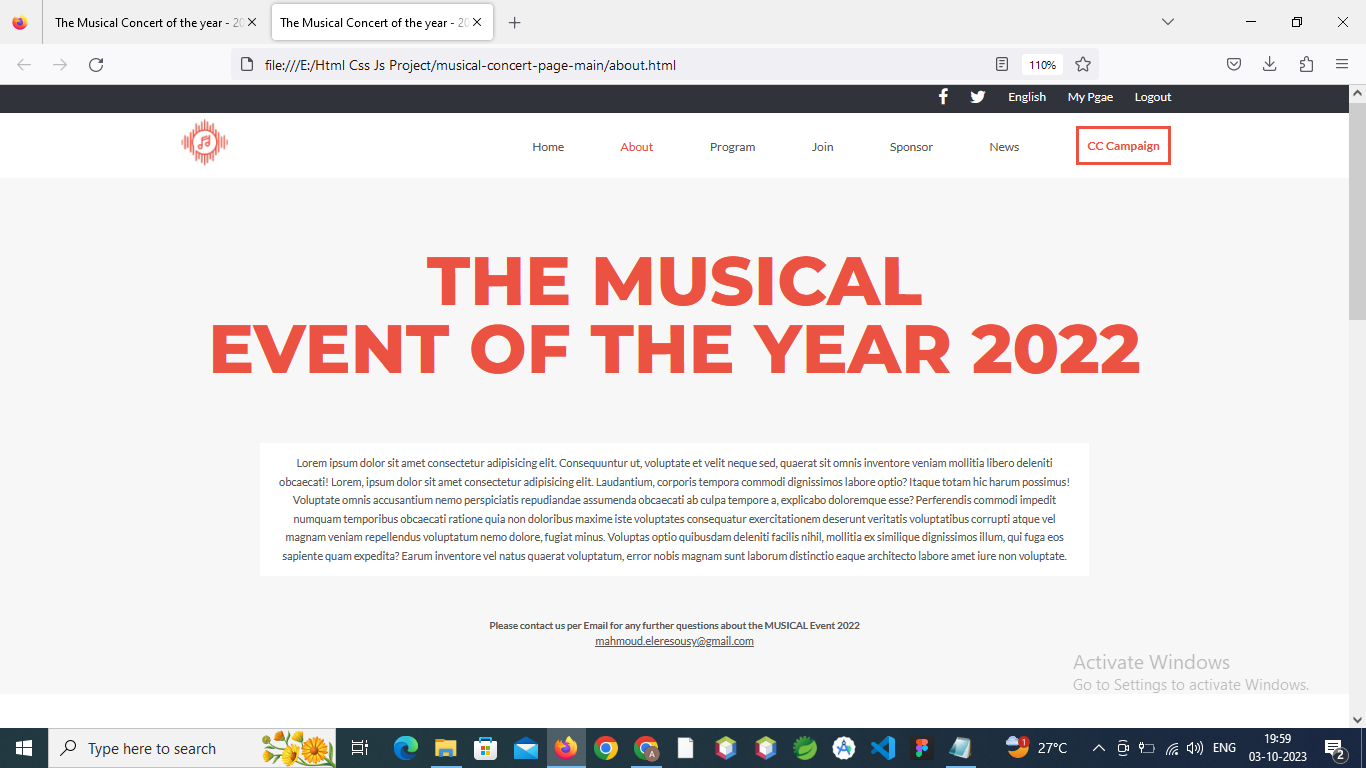 The Musical Concert of the year - 20
The Musical Concert of the year - 20
file:///E:/Html Css Js Project/musical-concert-page-main/about.html
110%
English
My Pgae
Logout
Home
About
Program
Join
Sponsor
News
CC Campaign
THE MUSICAL
EVENT OF THE YEAR 2022
Lorem ipsum dolor sit amet consectetur adipisicing elit. Consequuntur ut, voluptate et velit neque sed, quaerat sit omnis inventore veniam mollitia libero deleniti
obcaecati! Lorem, ipsum dolor sit amet consectetur adipisicing elit. Laudantium, corporis tempora commodi dignissimos labore optio? Itaque totam hic harum possimus!
Voluptate omnis accusantium nemo perspiciatis repudiandae assumenda obcaecati ab culpa tempore a, explicabo doloremque esse? Perferendis commodi impedit
numquam temporibus obcaecati ratione quia non doloribus maxime iste voluptates consequatur exercitationem deserunt veritatis voluptatibus corrupti atque vel
magnam veniam repellendus voluptatum nemo dolore, fugiat minus. Voluptas optio quibusdam deleniti facilis nihil, mollitia ex similique dignissimos illum, qui fuga eos
sapiente quam expedita? Earum inventore vel natus quaerat voluptatum, error nobis magnam sunt laborum distinctio eaque architecto labore amet iure non voluptate.
Please contact us per Email for any further questions about the MUSICAL Event 2022
mahmoud.eleresousy@gmail.com
Activate Windows
Go to Settings to activate Windows.
Type here to search
27°C
ENG
19:59
03-10-2023
2